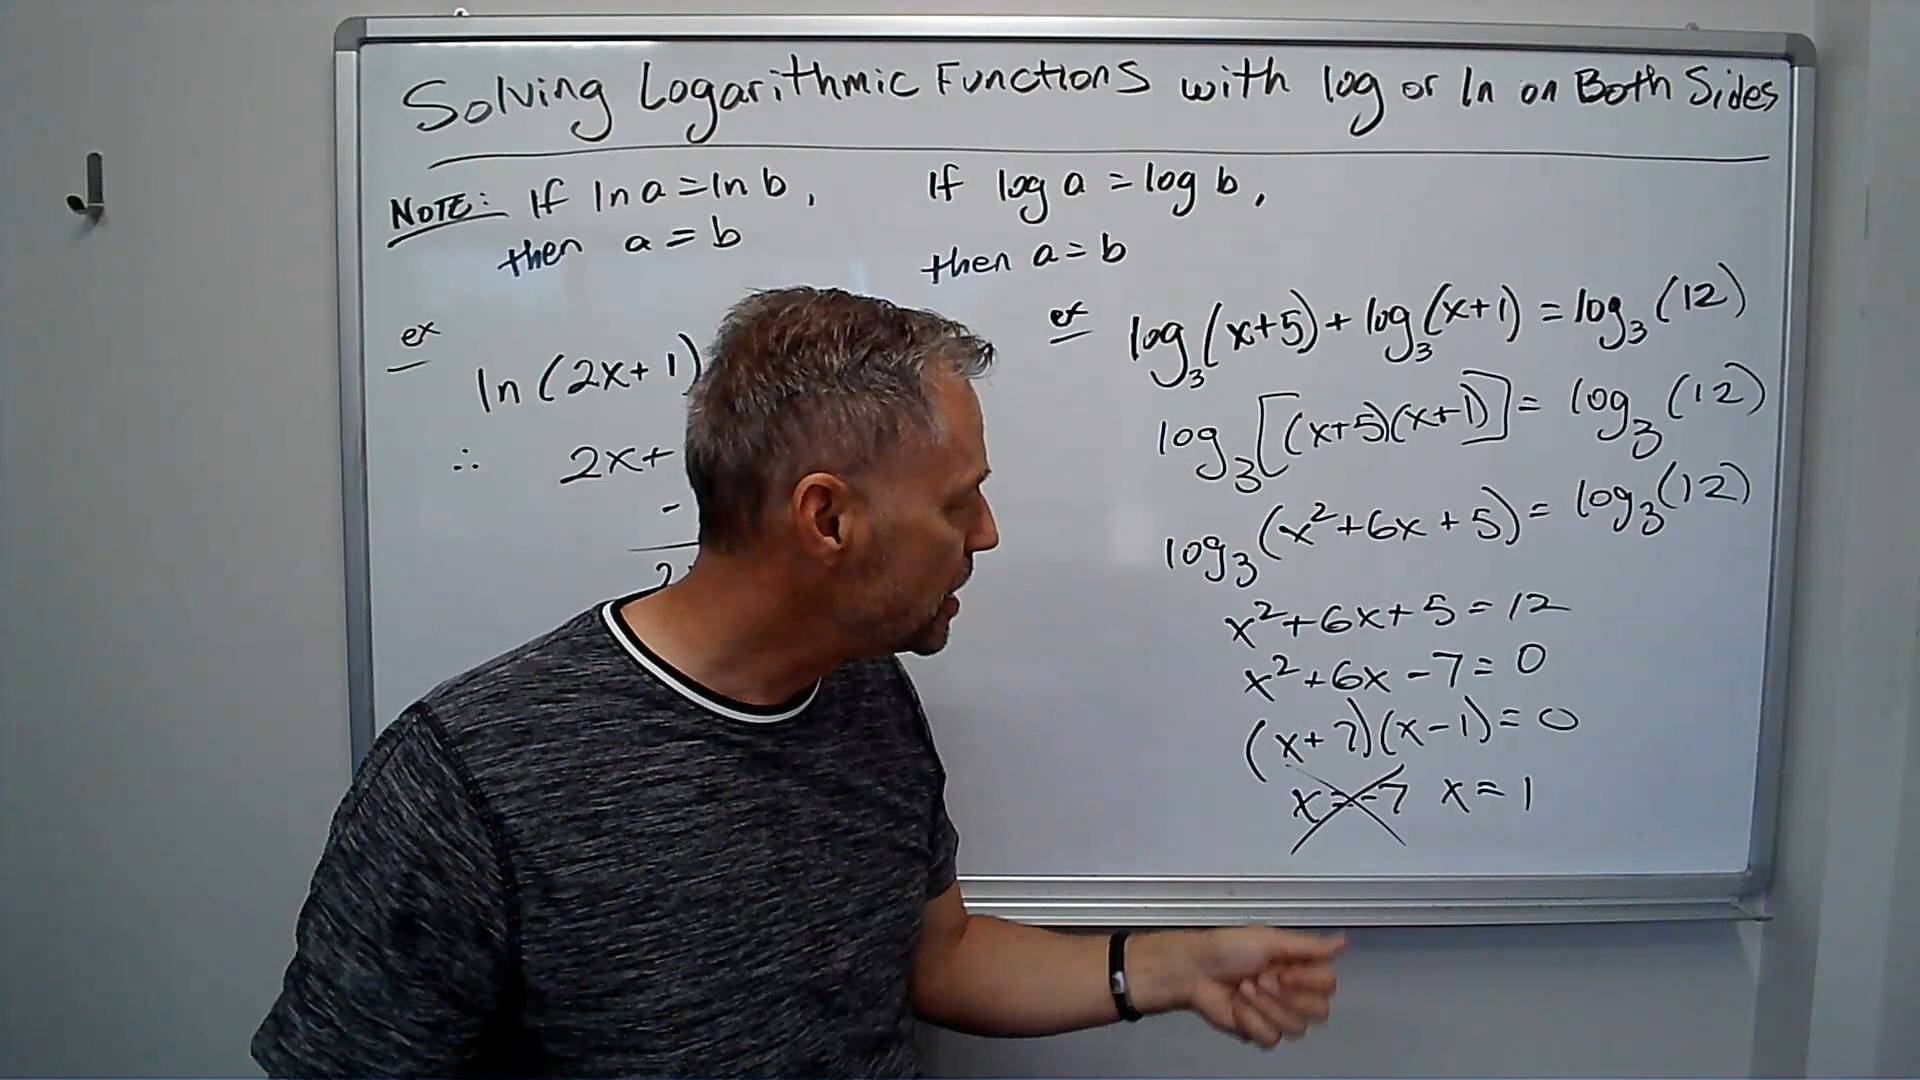 Solving Logarithmic Functions with log or ln on Both Sides
NOTE: If ln a = ln b,
then a = b
If log a = log b,
then a = b
ex
ln (2x+1)
∴ 2x+
-
2
ex log₃(x+5) + log₃(x+1) = log₃(12)
log₃[(x+5)(x+1)] = log₃(12)
log₃(x²+6x+5) = log₃(12)
x²+6x+5 = 12
x²+6x-7 = 0
(x+7)(x-1) = 0
x=-7 x=1